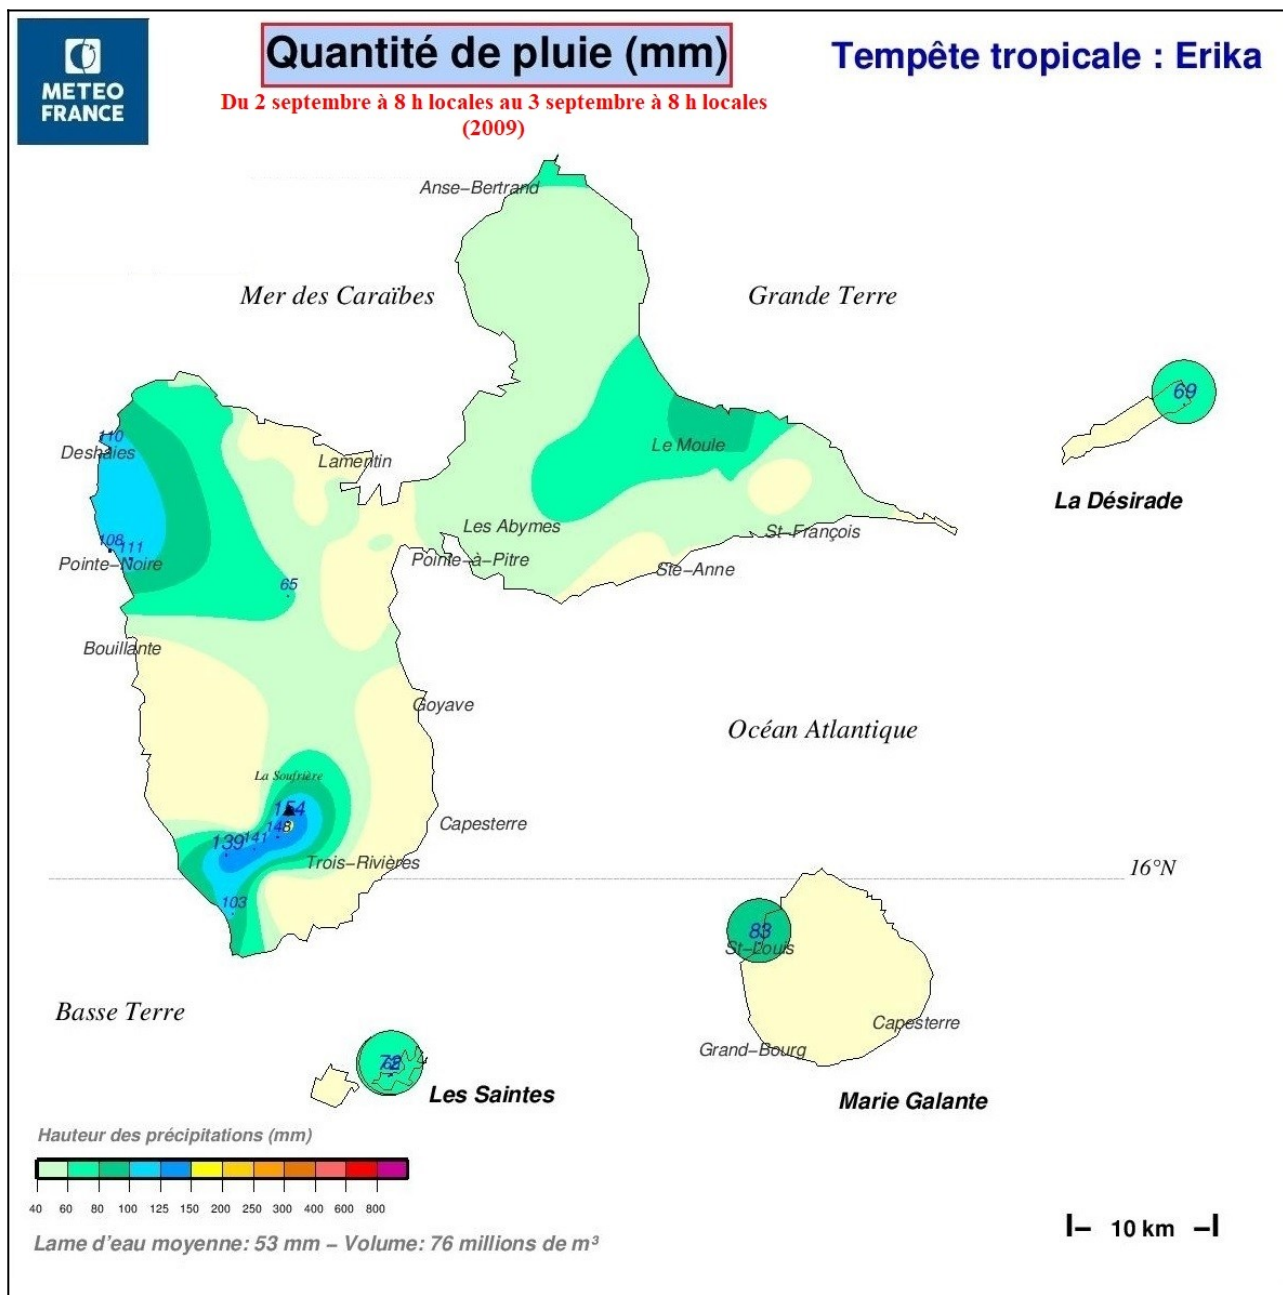 METEO
FRANCE
Quantité de pluie (mm)
Tempête tropicale : Erika
Du 2 septembre à 8 h locales au 3 septembre à 8 h locales
(2009)
Anse−Bertrand
Mer des Caraïbes
Grande Terre
69
110
Deshaies
Le Moule
Lamentin
La Désirade
Les Abymes
St−François
108
111
Pointe−Noire
Pointe−à−Pitre
Ste−Anne
65
Bouillante
Goyave
Océan Atlantique
La Soufrière
154
148
141
139
Capesterre
Trois−Rivières
16°N
103
83
St−Louis
Basse Terre
Capesterre
Grand−Bourg
72
Les Saintes
Marie Galante
Hauteur des précipitations (mm)
40 60 80 100 125 150 200 250 300 400 600 800
10 km
Lame d'eau moyenne: 53 mm − Volume: 76 millions de m³